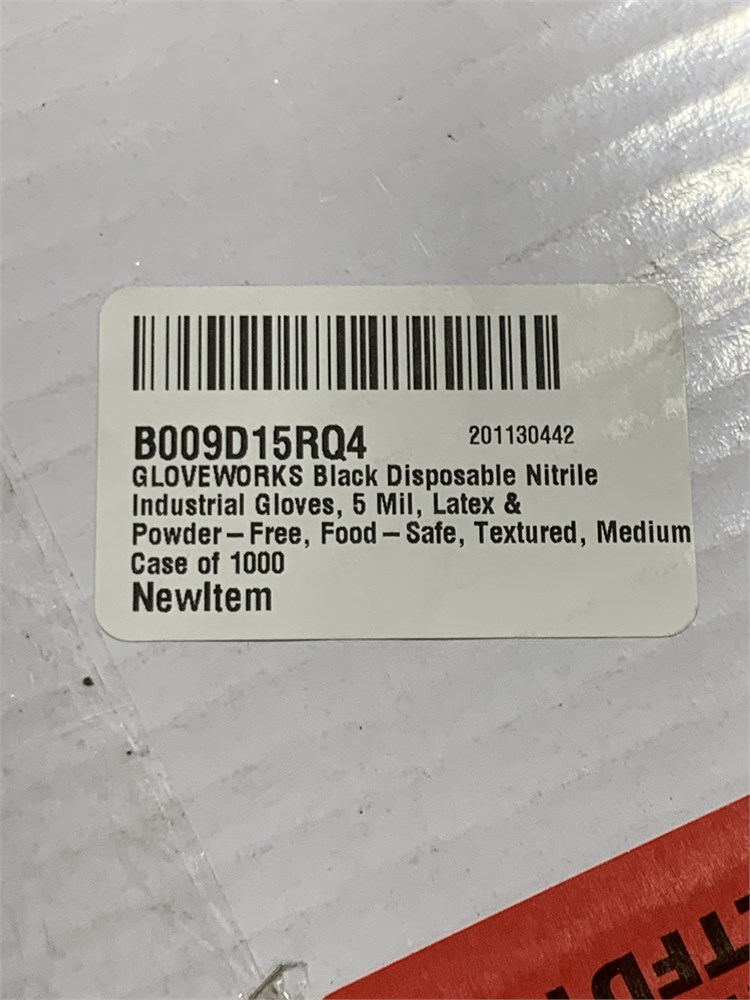 B009D15RQ4 201130442
GLOVEWORKS Black Disposable Nitrile
Industrial Gloves, 5 Mil, Latex &
Powder-Free, Food-Safe, Textured, Medium
Case of 1000
NewItem